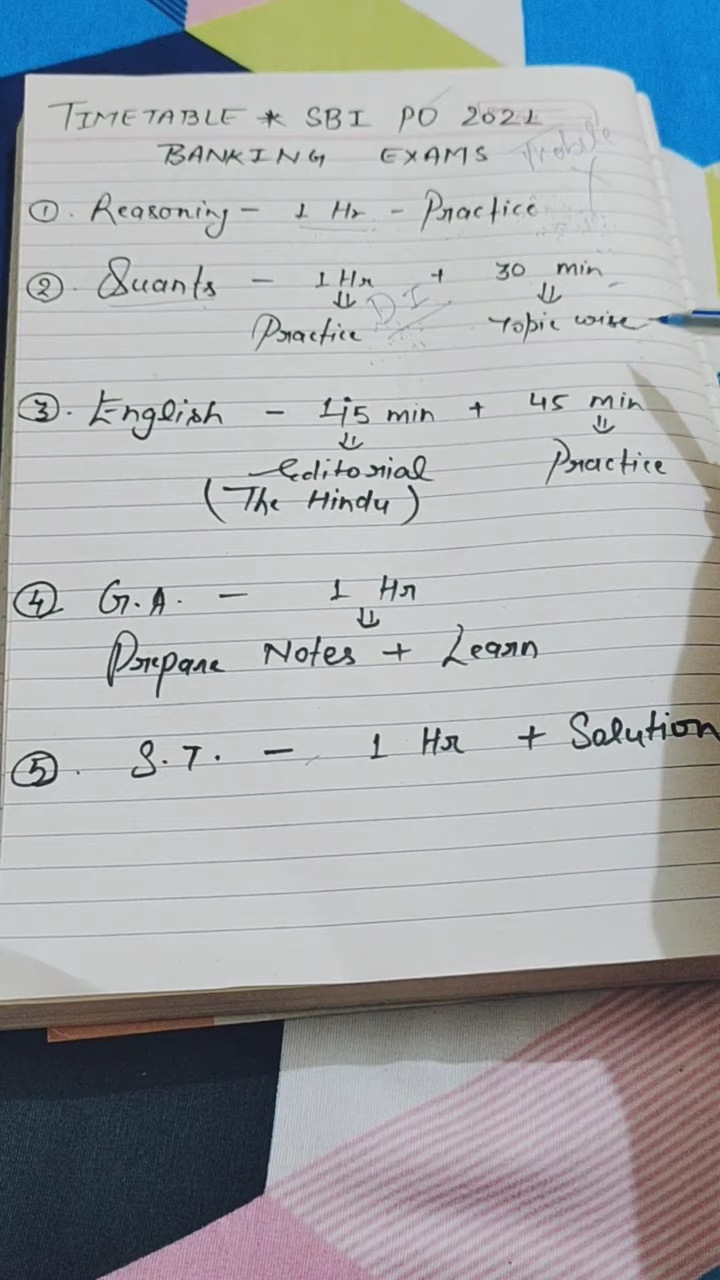 TIMETABLE * SBI PO 2021
BANKING EXAMS
①. Reasoning - 1 Hr - Practice
②. Quants - 1 Hr + 30 min
⇓ DI ⇓
Practice Topic wise
③. English - 15 min + 45 min
⇓ ⇓
Editorial Practice
(The Hindu)
④ G.A. - 1 Hr
⇓
Prepare Notes + Learn
⑤. S.T. - 1 Hr + Solution